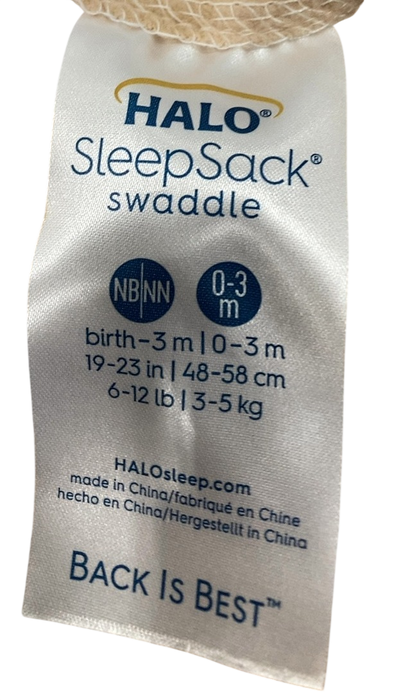 HALO®
SleepSack®
swaddle
NB|NN 0-3 m
birth-3 m | 0-3 m
19-23 in | 48-58 cm
6-12 lb | 3-5 kg
HALOsleep.com
made in China/fabriqué en Chine
hecho en China/Hergestellt in China
BACK IS BEST™